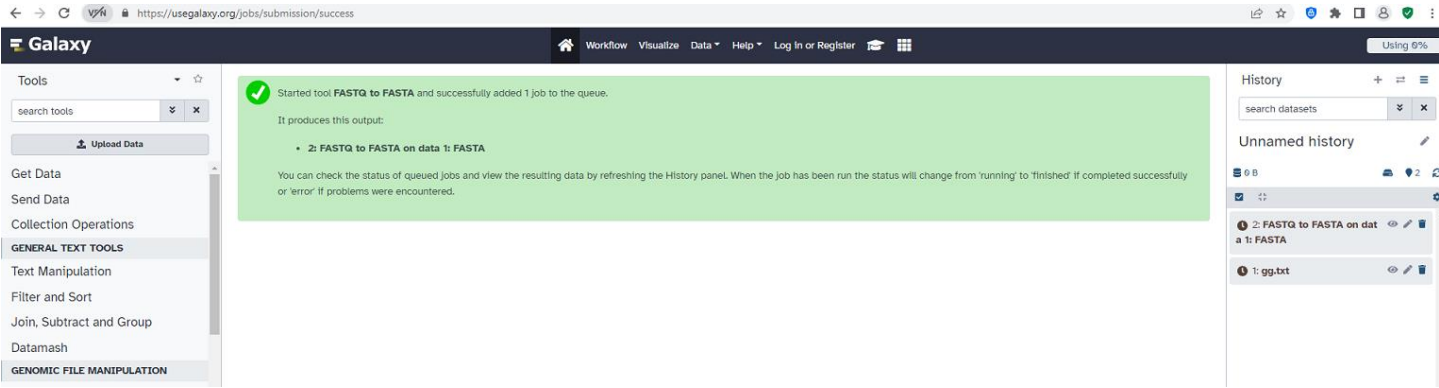 VPN https://usegalaxy.org/jobs/submission/success
Galaxy Workflow Visualize Data Help Log in or Register Using 0%
Tools
search tools
Upload Data
Get Data
Send Data
Collection Operations
GENERAL TEXT TOOLS
Text Manipulation
Filter and Sort
Join, Subtract and Group
Datamash
GENOMIC FILE MANIPULATION
Started tool FASTQ to FASTA and successfully added 1 job to the queue.
It produces this output:
• 2: FASTQ to FASTA on data 1: FASTA
You can check the status of queued jobs and view the resulting data by refreshing the History panel. When the job has been run the status will change from 'running' to 'finished' if completed successfully
or 'error' if problems were encountered.
History
search datasets
Unnamed history
0 B 2
2: FASTQ to FASTA on dat
a 1: FASTA
1: gg.txt